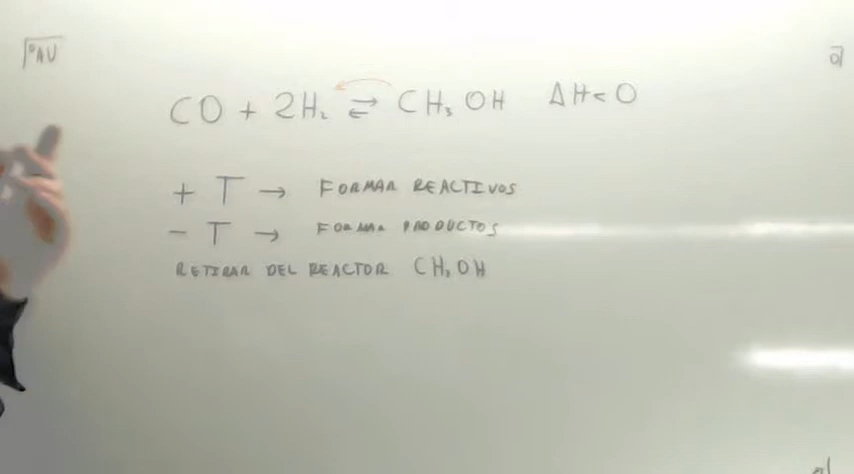 PAU
CO + 2H₂ ⇄ CH₃OH ΔH<0
+ T → FORMAR REACTIVOS
- T → FORMAR PRODUCTOS
RETIRAR DEL REACTOR CH₃OH